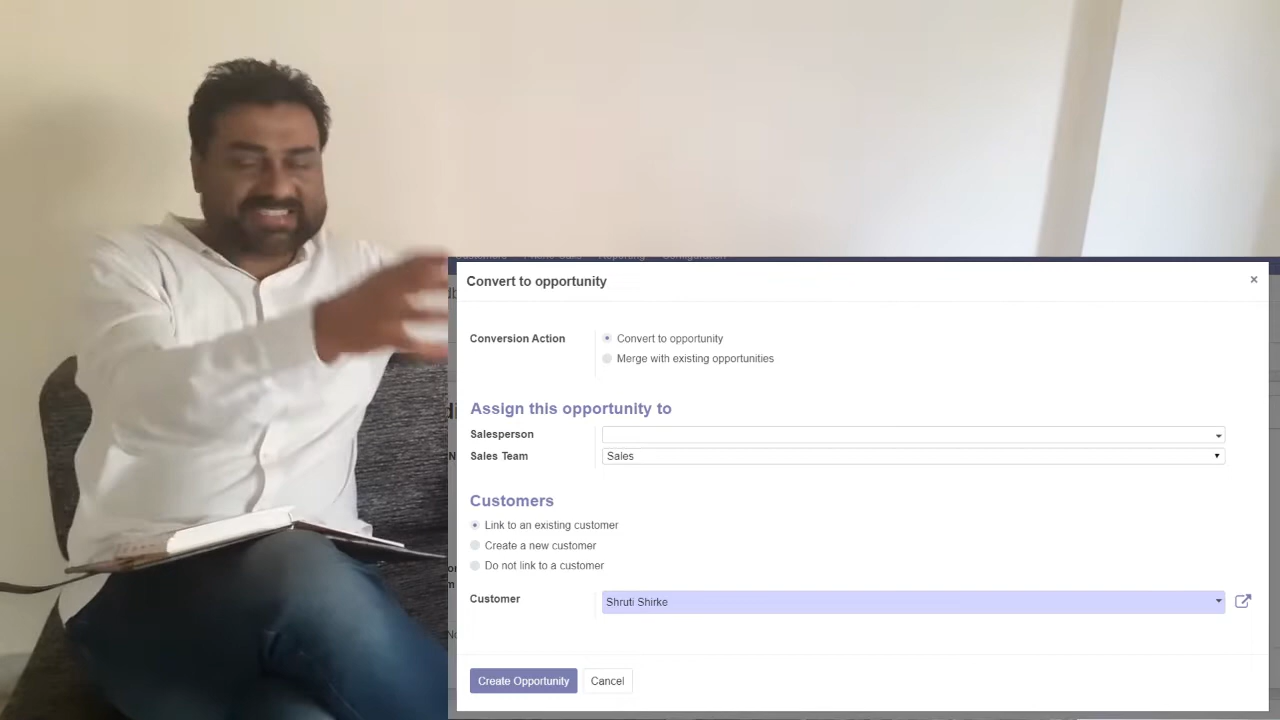 Convert to opportunity
×
Conversion Action
Convert to opportunity
Merge with existing opportunities
Assign this opportunity to
Salesperson
Sales Team
Sales
Customers
Link to an existing customer
Create a new customer
Do not link to a customer
Customer
Shruti Shirke
Create Opportunity
Cancel